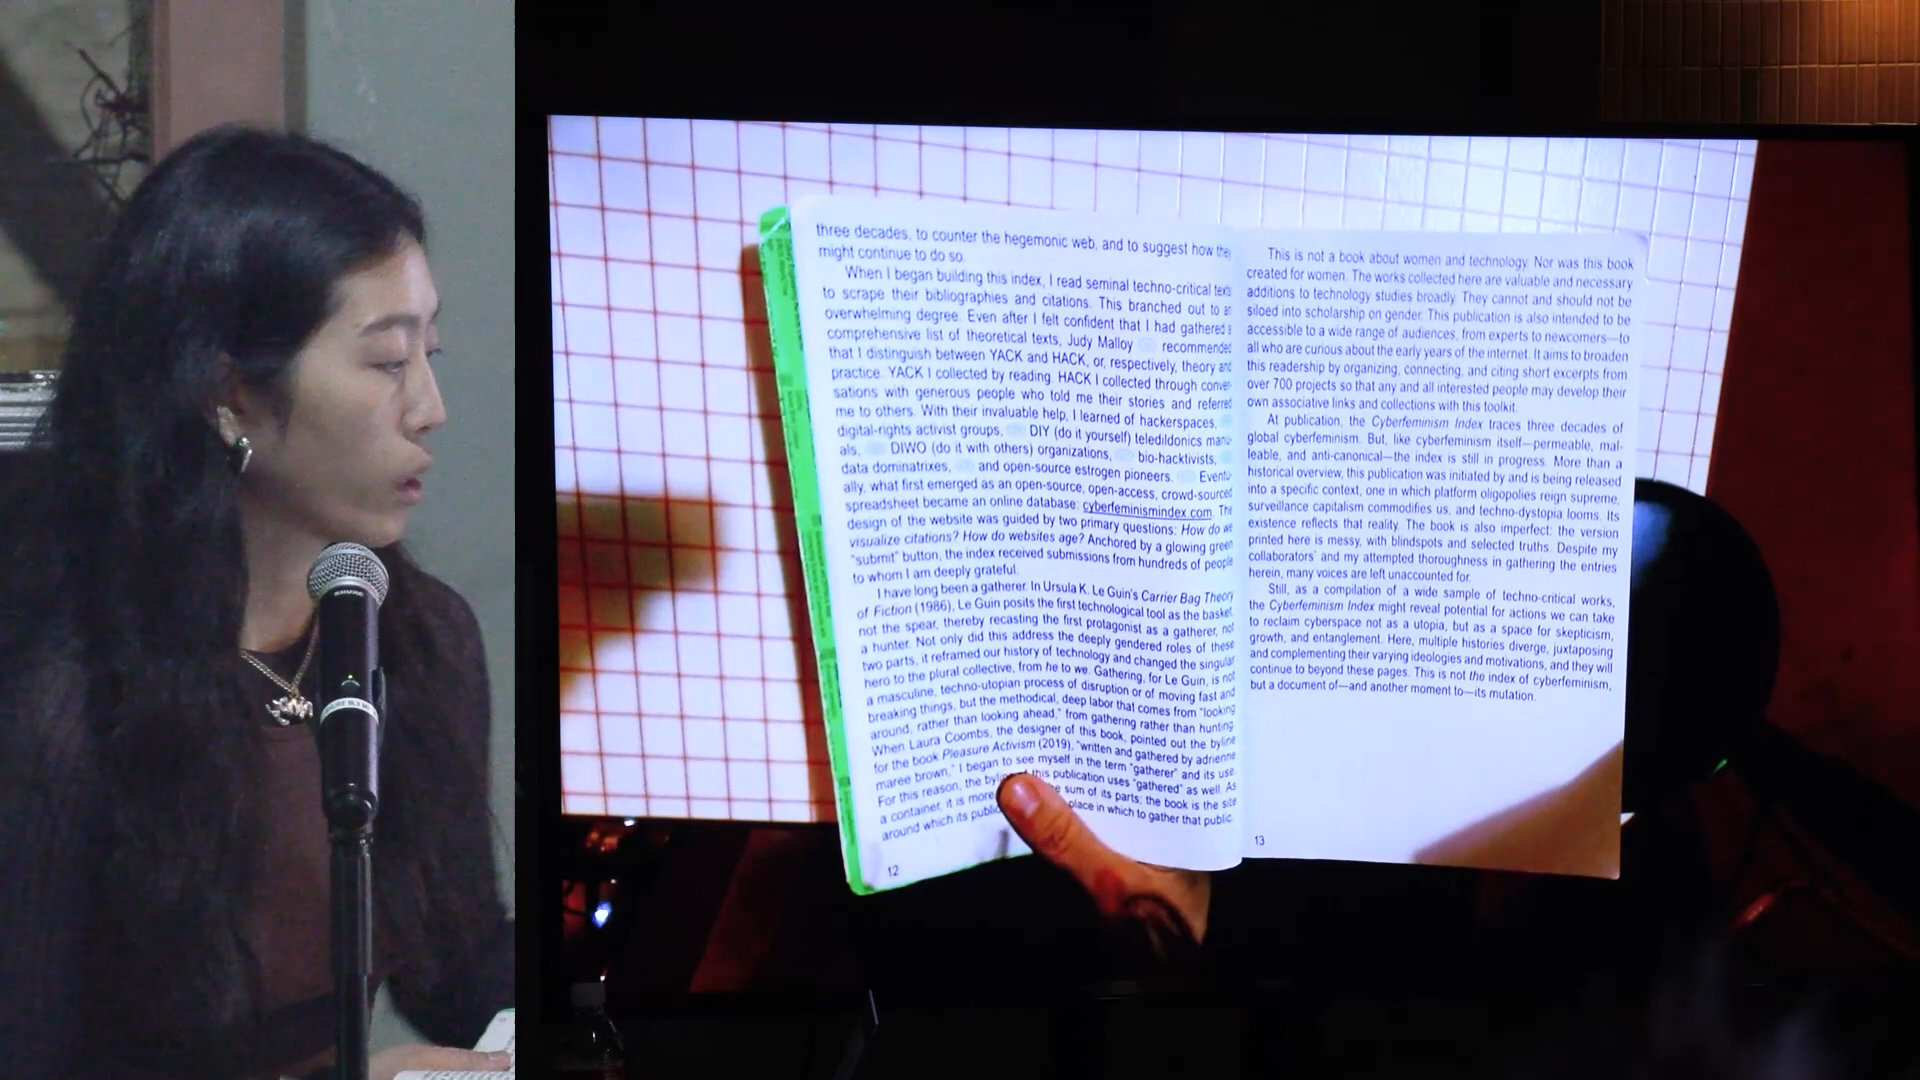 three decades, to counter the hegemonic web, and to suggest how they
might continue to do so.
When I began building this index, I read seminal techno-critical texts
to scrape their bibliographies and citations. This branched out to an
overwhelming degree. Even after I felt confident that I had gathered a
comprehensive list of theoretical texts, Judy Malloy recommended
that I distinguish between YACK and HACK, or, respectively, theory and
practice. YACK I collected by reading. HACK I collected through conver-
sations with generous people who told me their stories and referred
me to others. With their invaluable help, I learned of hackerspaces,
digital-rights activist groups, DIY (do it yourself) teledildonics manu-
als, DIWO (do it with others) organizations, bio-hacktivists,
data dominatrixes, and open-source estrogen pioneers. Eventu-
ally, what first emerged as an open-source, open-access, crowd-sourced
spreadsheet became an online database: cyberfeminismindex.com. The
design of the website was guided by two primary questions: How do we
visualize citations? How do websites age? Anchored by a glowing green
"submit" button, the index received submissions from hundreds of people
to whom I am deeply grateful.
I have long been a gatherer. In Ursula K. Le Guin's Carrier Bag Theory
of Fiction (1986), Le Guin posits the first technological tool as the basket,
not the spear, thereby recasting the first protagonist as a gatherer, not
a hunter. Not only did this address the deeply gendered roles of these
two parts, it reframed our history of technology and changed the singular
hero to the plural collective, from he to we. Gathering, for Le Guin, is not
a masculine, techno-utopian process of disruption or of moving fast and
breaking things, but the methodical, deep labor that comes from "looking
around, rather than looking ahead," from gathering rather than hunting.
When Laura Coombs, the designer of this book, pointed out the byline
for the book Pleasure Activism (2019), "written and gathered by adrienne
maree brown," I began to see myself in the term "gatherer" and its use.
For this reason, the byline this publication uses "gathered" as well. As
a container, it is more sum of its parts; the book is the site
around which its public place in which to gather that public.
12
This is not a book about women and technology. Nor was this book
created for women. The works collected here are valuable and necessary
additions to technology studies broadly. They cannot and should not be
siloed into scholarship on gender. This publication is also intended to be
accessible to a wide range of audiences, from experts to newcomers—to
all who are curious about the early years of the internet. It aims to broaden
this readership by organizing, connecting, and citing short excerpts from
over 700 projects so that any and all interested people may develop their
own associative links and collections with this toolkit.
At publication, the Cyberfeminism Index traces three decades of
global cyberfeminism. But, like cyberfeminism itself—permeable, mal-
leable, and anti-canonical—the index is still in progress. More than a
historical overview, this publication was initiated by and is being released
into a specific context, one in which platform oligopolies reign supreme,
surveillance capitalism commodifies us, and techno-dystopia looms. Its
existence reflects that reality. The book is also imperfect: the version
printed here is messy, with blindspots and selected truths. Despite my
collaborators' and my attempted thoroughness in gathering the entries
herein, many voices are left unaccounted for.
Still, as a compilation of a wide sample of techno-critical works,
the Cyberfeminism Index might reveal potential for actions we can take
to reclaim cyberspace not as a utopia, but as a space for skepticism,
growth, and entanglement. Here, multiple histories diverge, juxtaposing
and complementing their varying ideologies and motivations, and they will
continue to beyond these pages. This is not the index of cyberfeminism,
but a document of—and another moment to—its mutation.
13
SHURE